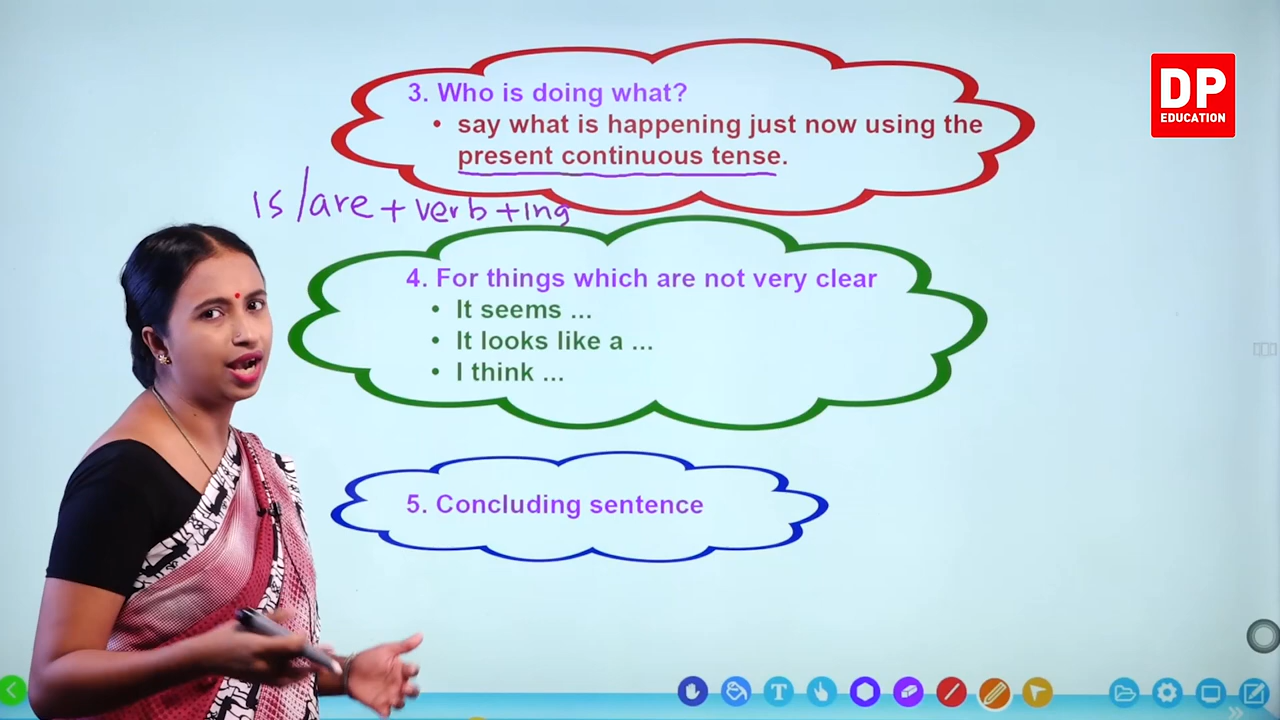 3. Who is doing what?
• say what is happening just now using the
present continuous tense.
is/are + verb + ing
4. For things which are not very clear
• It seems ...
• It looks like a ...
• I think ...
5. Concluding sentence
DP
EDUCATION